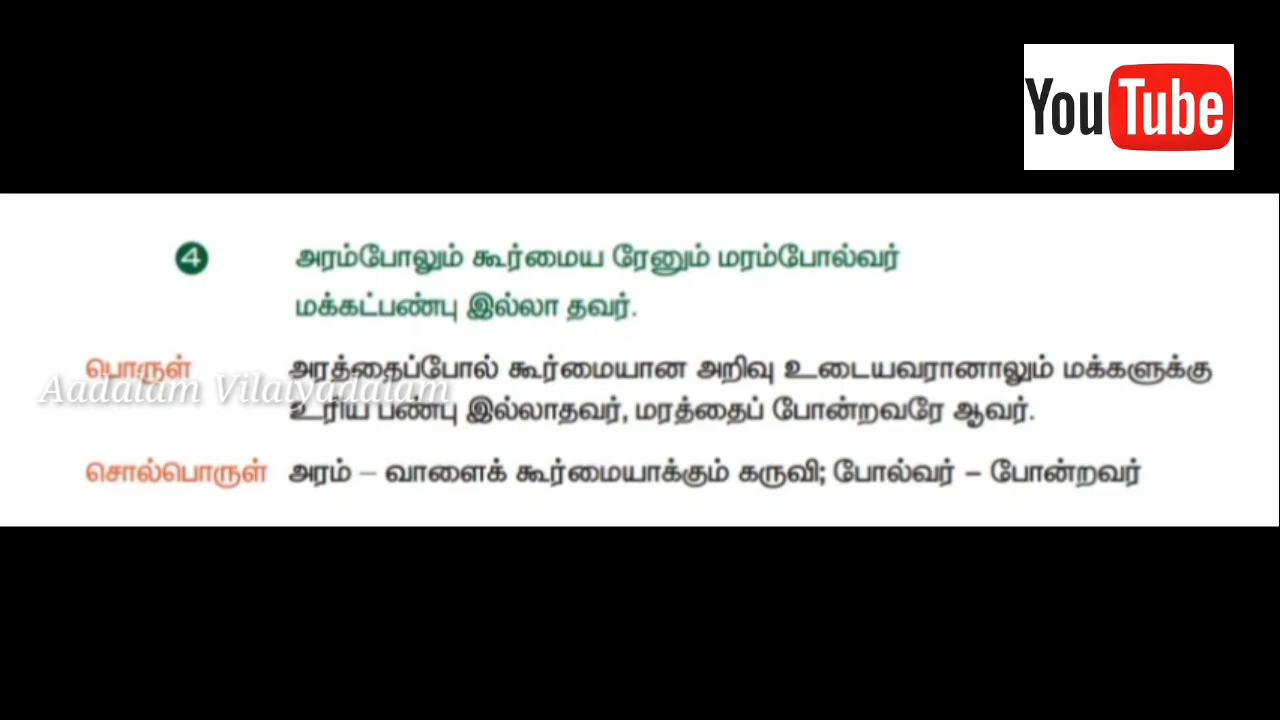 YouTube
4 அரம்போலும் கூர்மைய ரேனும் மரம்போல்வர்
மக்கட்பண்பு இல்லா தவர்.
பொருள் அரத்தைப்போல் கூர்மையான அறிவு உடையவரானாலும் மக்களுக்கு
Aadalam Vilaiyadalam
உரிய பண்பு இல்லாதவர், மரத்தைப் போன்றவரே ஆவர்.
சொல்பொருள் அரம் – வாளைக் கூர்மையாக்கும் கருவி; போல்வர் – போன்றவர்